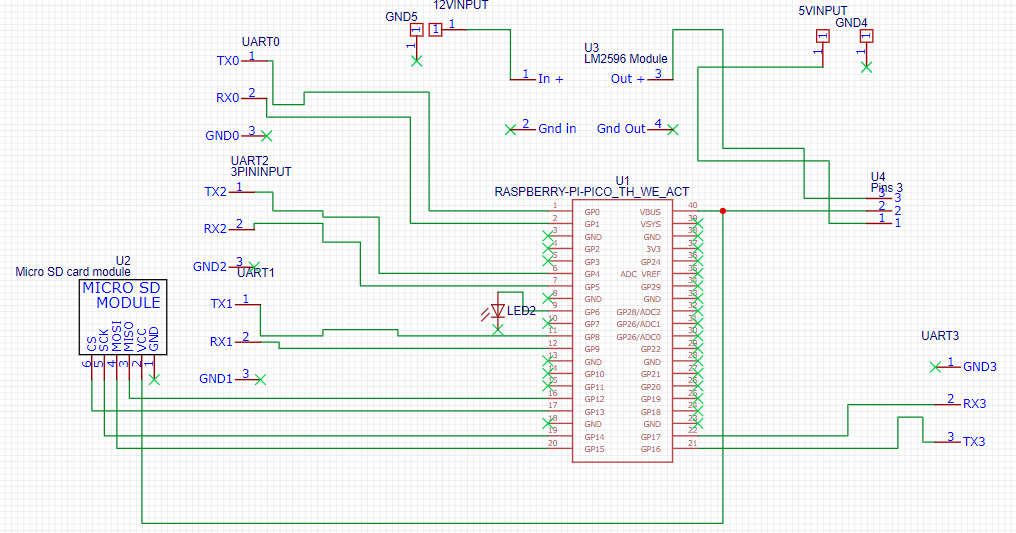 12VINPUT
GND5
1
1
1
5VINPUT
GND4
1
1
1
1
UART0
TX0 1
RX0 2
GND0 3
U3
LM2596 Module
1 In +
Out + 3
2 Gnd in
Gnd Out 4
UART2
3PININPUT
TX2 1
RX2 2
GND2 3
UART1
TX1 1
RX1 2
GND1 3
U2
Micro SD card module
MICRO SD
MODULE
CS
SCK
MOSI
MISO
VCC
GND
6
5
4
3
2
1
LED2
U1
RASPBERRY-PI-PICO_TH_WE_ACT
1 GP0 VBUS 40
2 GP1 VSYS 39
3 GND GND 38
4 GP2 3V3 37
5 GP3 GP24 36
6 GP4 ADC_VREF 35
7 GP5 GP29 34
8 GND GND 33
9 GP6 GP28/ADC2 32
10 GP7 GP26/ADC1 31
11 GP8 GP26/ADC0 30
12 GP9 GP22 29
13 GND GND 28
14 GP10 GP21 27
15 GP11 GP20 26
16 GP12 GP19 25
17 GP13 GP18 24
18 GND GND 23
19 GP14 GP17 22
20 GP15 GP16 21
U4
Pins 3
3 3
2 2
1 1
UART3
1 GND3
2 RX3
3 TX3